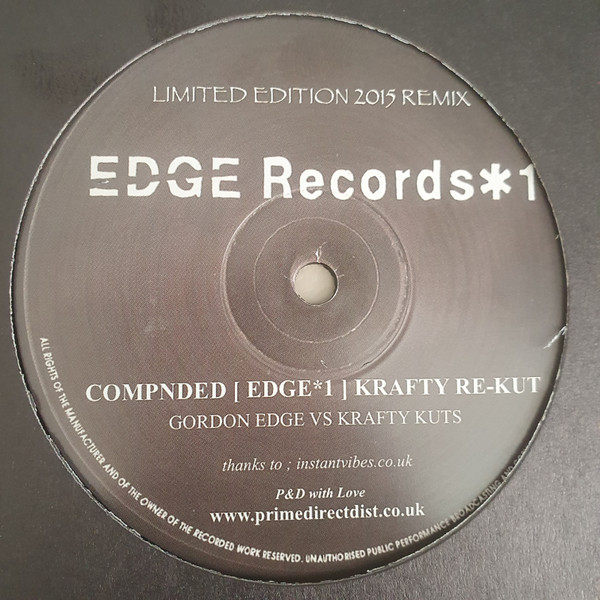 LIMITED EDITION 2015 REMIX
EDGE Records*1
COMPNDED [ EDGE*1 ] KRAFTY RE-KUT
GORDON EDGE VS KRAFTY KUTS
thanks to ; instantvibes.co.uk
P&D with Love
www.primedirectdist.co.uk
ALL RIGHTS OF THE MANUFACTURER AND OF THE OWNER OF THE RECORDED WORK RESERVED. UNAUTHORISED PUBLIC PERFORMANCE BROADCASTING AND